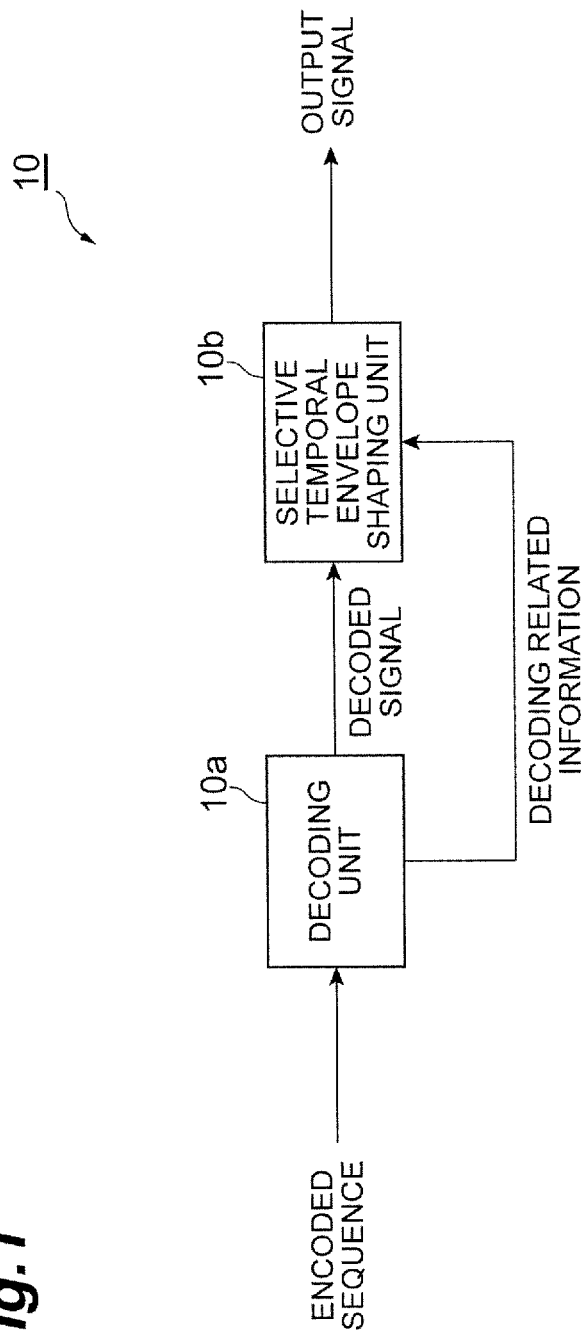 ig.1
10
ENCODED
SEQUENCE
10a
DECODING
UNIT
DECODED
SIGNAL
10b
SELECTIVE
TEMPORAL
ENVELOPE
SHAPING UNIT
OUTPUT
SIGNAL
DECODING RELATED
INFORMATION